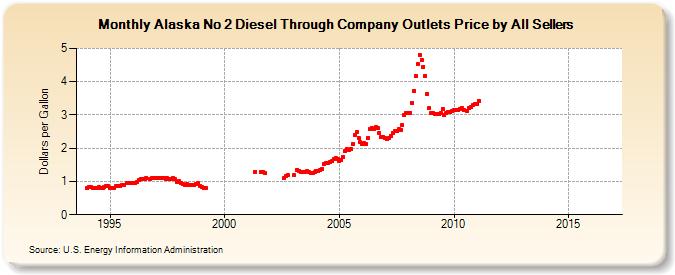 Monthly Alaska No 2 Diesel Through Company Outlets Price by All Sellers
Dollars per Gallon
5
4
3
2
1
0
1995 2000 2005 2010 2015
Source: U.S. Energy Information Administration